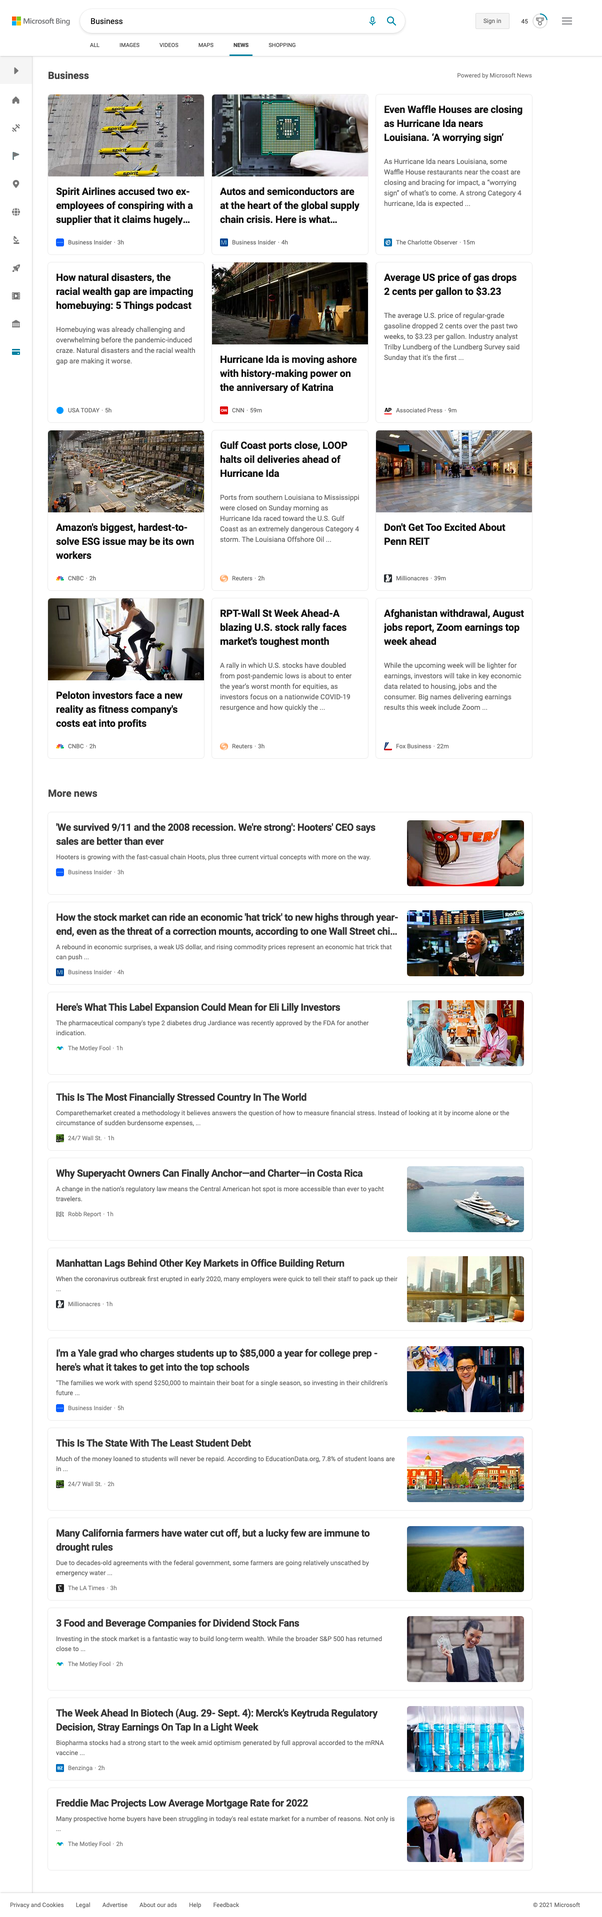 Microsoft Bing
Business
Sign in
45
ALL
IMAGES
VIDEOS
MAPS
NEWS
SHOPPING
Business
Powered by Microsoft News
Spirit Airlines accused two ex-
employees of conspiring with a
supplier that it claims hugely...
Business Insider · 3h
Autos and semiconductors are
at the heart of the global supply
chain crisis. Here is what...
Business Insider · 4h
Even Waffle Houses are closing
as Hurricane Ida nears
Louisiana. 'A worrying sign'
As Hurricane Ida nears Louisiana, some
Waffle House restaurants near the coast are
closing and bracing for impact, a "worrying
sign" of what's to come. A strong Category 4
hurricane, Ida is expected ...
The Charlotte Observer · 15m
How natural disasters, the
racial wealth gap are impacting
homebuying: 5 Things podcast
Homebuying was already challenging and
overwhelming before the pandemic-induced
craze. Natural disasters and the racial wealth
gap are making it worse.
USA TODAY · 5h
Hurricane Ida is moving ashore
with history-making power on
the anniversary of Katrina
CNN · 59m
Average US price of gas drops
2 cents per gallon to $3.23
The average U.S. price of regular-grade
gasoline dropped 2 cents over the past two
weeks, to $3.23 per gallon. Industry analyst
Trilby Lundberg of the Lundberg Survey said
Sunday that it's the first ...
AP
Associated Press · 9m
Amazon's biggest, hardest-to-
solve ESG issue may be its own
workers
CNBC · 2h
Gulf Coast ports close, LOOP
halts oil deliveries ahead of
Hurricane Ida
Ports from southern Louisiana to Mississippi
were closed on Sunday morning as
Hurricane Ida raced toward the U.S. Gulf
Coast as an extremely dangerous Category 4
storm. The Louisiana Offshore Oil ...
Reuters · 2h
Don't Get Too Excited About
Penn REIT
Millionacres · 39m
Peloton investors face a new
reality as fitness company's
costs eat into profits
CNBC · 2h
RPT-Wall St Week Ahead-A
blazing U.S. stock rally faces
market's toughest month
A rally in which U.S. stocks have doubled
from post-pandemic lows is about to enter
the year's worst month for equities, as
investors focus on a nationwide COVID-19
resurgence and how quickly the ...
Reuters · 3h
Afghanistan withdrawal, August
jobs report, Zoom earnings top
week ahead
While the upcoming week will be lighter for
earnings, investors will take in key economic
data related to housing, jobs and the
consumer. Big names delivering earnings
results this week include Zoom ...
Fox Business · 22m
More news
'We survived 9/11 and the 2008 recession. We're strong': Hooters' CEO says
sales are better than ever
Hooters is growing with the fast-casual chain Hoots, plus three current virtual concepts with more on the way.
Business Insider · 3h
HOOTERS
How the stock market can ride an economic 'hat trick' to new highs through year-
end, even as the threat of a correction mounts, according to one Wall Street chi...
A rebound in economic surprises, a weak US dollar, and rising commodity prices represent an economic hat trick that
can push ...
Business Insider · 4h
Here's What This Label Expansion Could Mean for Eli Lilly Investors
The pharmaceutical company's type 2 diabetes drug Jardiance was recently approved by the FDA for another
indication.
The Motley Fool · 1h
This Is The Most Financially Stressed Country In The World
Comparethemarket created a methodology it believes answers the question of how to measure financial stress. Instead of looking at it by income alone or the
circumstance of sudden burdensome expenses, ...
24/7 Wall St. · 1h
Why Superyacht Owners Can Finally Anchor—and Charter—in Costa Rica
A change in the nation's regulatory law means the Central American hot spot is more accessible than ever to yacht
travelers.
Robb Report · 1h
Manhattan Lags Behind Other Key Markets in Office Building Return
When the coronavirus outbreak first erupted in early 2020, many employers were quick to tell their staff to pack up their
...
Millionacres · 1h
I'm a Yale grad who charges students up to $85,000 a year for college prep -
here's what it takes to get into the top schools
"The families we work with spend $250,000 to maintain their boat for a single season, so investing in their children's
future ...
Business Insider · 5h
This Is The State With The Least Student Debt
Much of the money loaned to students will never be repaid. According to EducationData.org, 7.8% of student loans are
in ...
24/7 Wall St. · 2h
Many California farmers have water cut off, but a lucky few are immune to
drought rules
Due to decades-old agreements with the federal government, some farmers are going relatively unscathed by
emergency water ...
The LA Times · 3h
3 Food and Beverage Companies for Dividend Stock Fans
Investing in the stock market is a fantastic way to build long-term wealth. While the broader S&P 500 has returned
close to ...
The Motley Fool · 2h
The Week Ahead In Biotech (Aug. 29- Sept. 4): Merck's Keytruda Regulatory
Decision, Stray Earnings On Tap In a Light Week
Biopharma stocks had a strong start to the week amid optimism generated by full approval accorded to the mRNA
vaccine ...
Benzinga · 2h
Freddie Mac Projects Low Average Mortgage Rate for 2022
Many prospective home buyers have been struggling in today's real estate market for a number of reasons. Not only is
...
The Motley Fool · 2h
Privacy and Cookies
Legal
Advertise
About our ads
Help
Feedback
© 2021 Microsoft